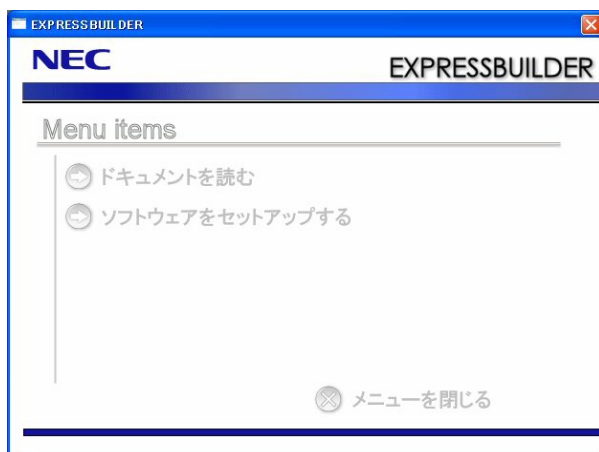 EXPRESSBUILDER
NEC
EXPRESSBUILDER
Menu items
ドキュメントを読む
ソフトウェアをセットアップする
メニューを閉じる